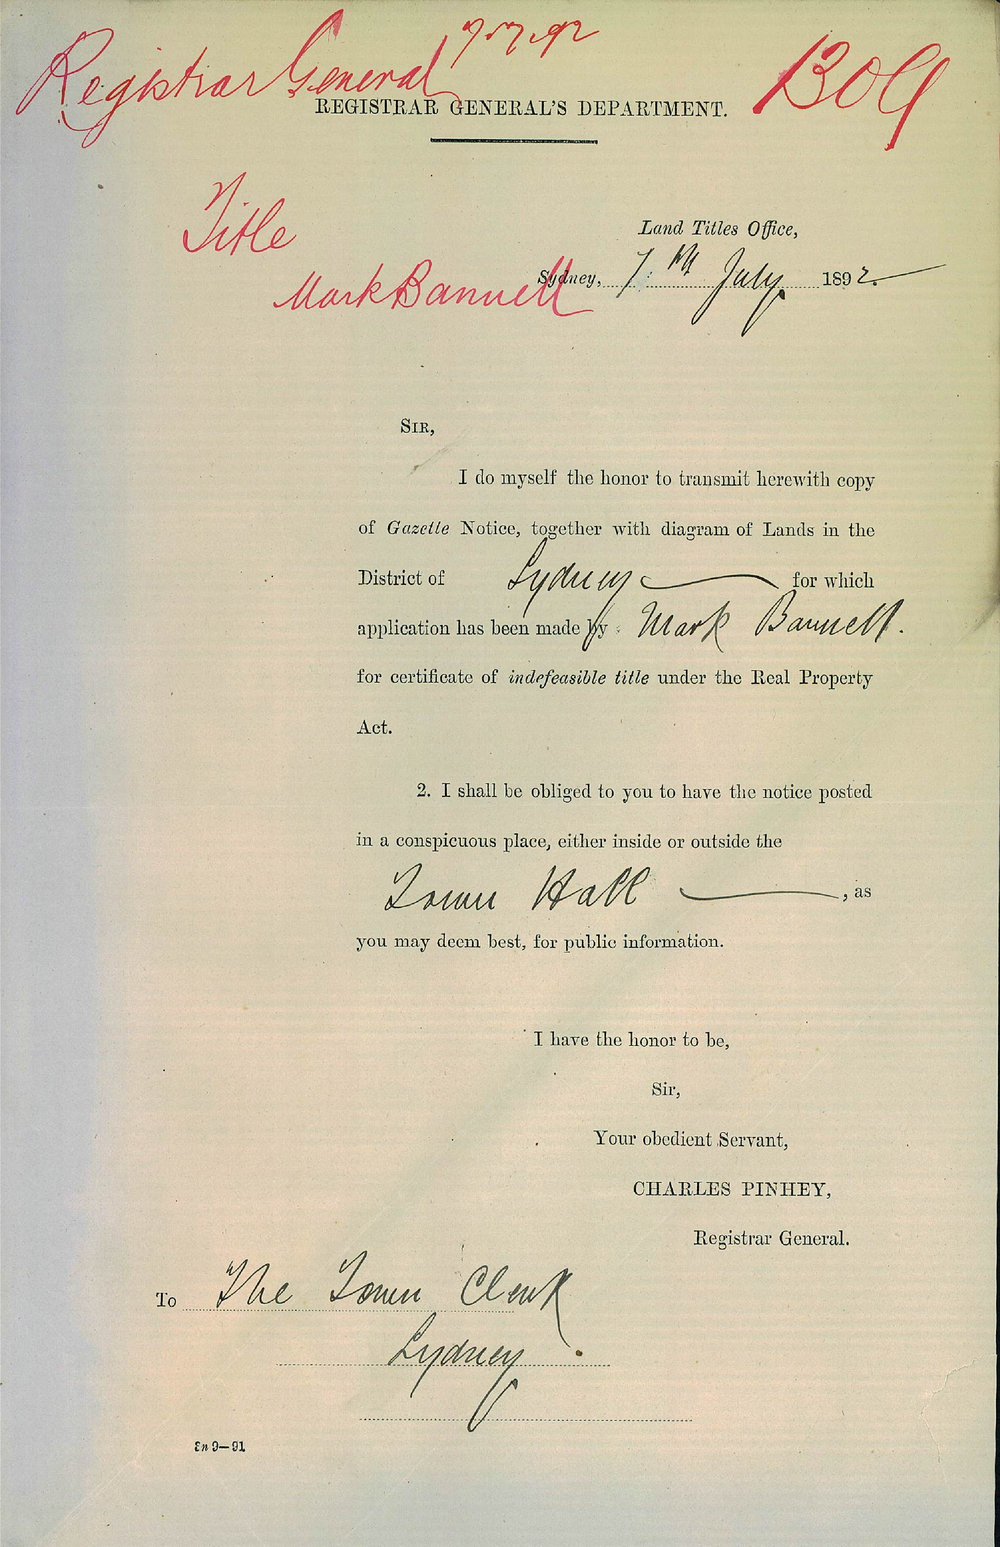 Registrar General 7.7.92
1309
REGISTRAR GENERAL'S DEPARTMENT.
Title
Mark Bannell
Land Titles Office,
Sydney, 7th July 1892.
SIR,
I do myself the honor to transmit herewith copy
of Gazette Notice, together with diagram of Lands in the
District of Sydney for which
application has been made by Mark Bannell.
for certificate of indefeasible title under the Real Property
Act.
2. I shall be obliged to you to have the notice posted
in a conspicuous place, either inside or outside the
Town Hall, as
you may deem best, for public information.
I have the honor to be,
Sir,
Your obedient Servant,
CHARLES PINHEY,
Registrar General.
To The Town Clerk
Sydney.
9—91